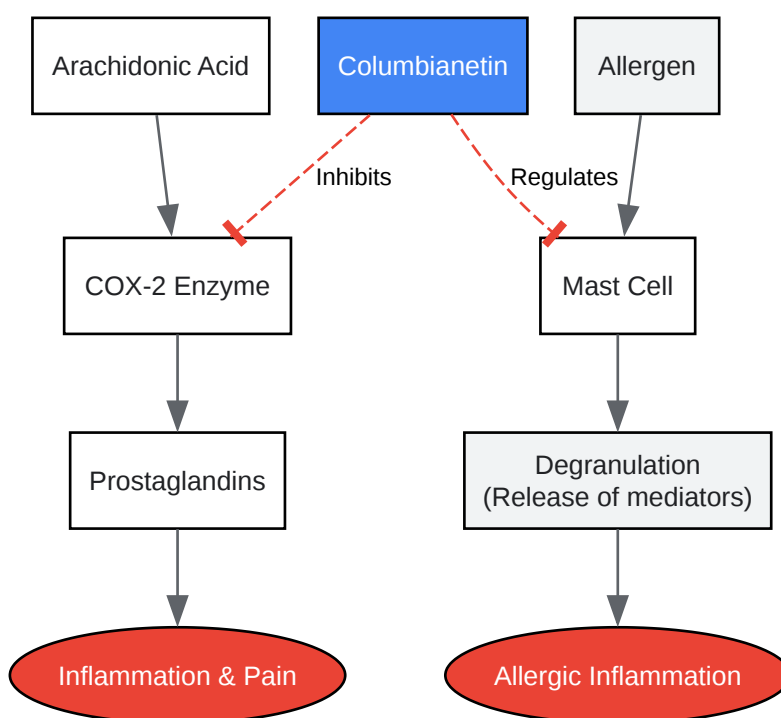 Arachidonic Acid
Columbianetin
Allergen
Inhibits
Regulates
COX-2 Enzyme
Mast Cell
Prostaglandins
Degranulation
(Release of mediators)
Inflammation & Pain
Allergic Inflammation